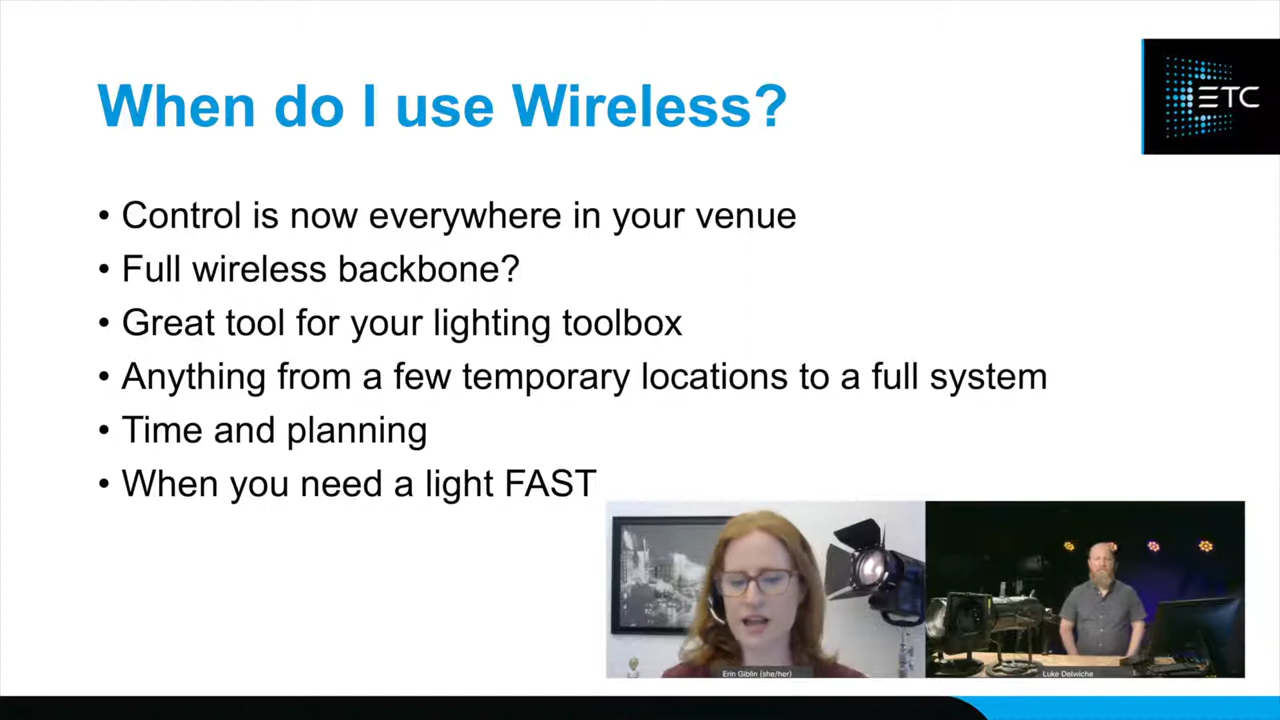 When do I use Wireless?
ETC
• Control is now everywhere in your venue
• Full wireless backbone?
• Great tool for your lighting toolbox
• Anything from a few temporary locations to a full system
• Time and planning
• When you need a light FAST
Erin Giblin (she/her)
Luke Delwiche